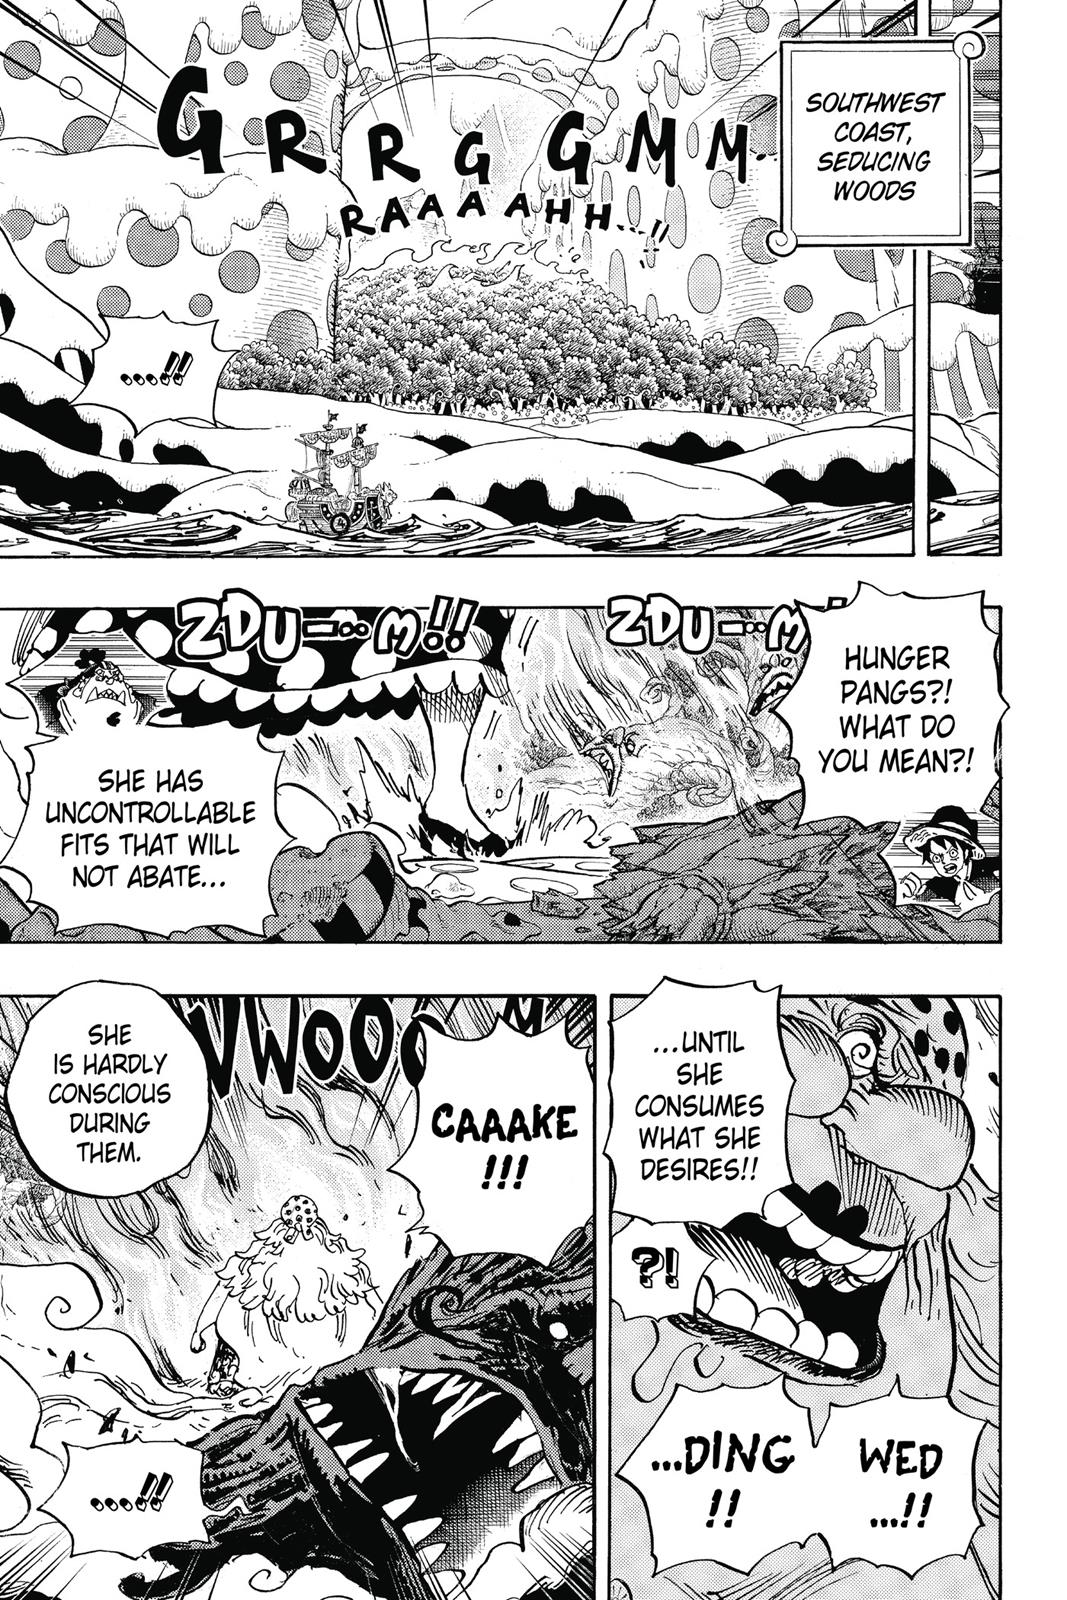 SOUTHWEST
COAST,
SEDUCING
WOODS
GRRGGMM...
RAAAAHH...!!
...!!
HUNGER
PANGS?!
WHAT DO
YOU MEAN?!
ZDU-M
ZDU-M!!
SHE HAS
UNCONTROLLABLE
FITS THAT WILL
NOT ABATE...
...UNTIL
SHE
CONSUMES
WHAT SHE
DESIRES!!
?!
WED
...!!
...DING
!!
CAAAKE
!!!
SHE
IS HARDLY
CONSCIOUS
DURING
THEM.
...!!